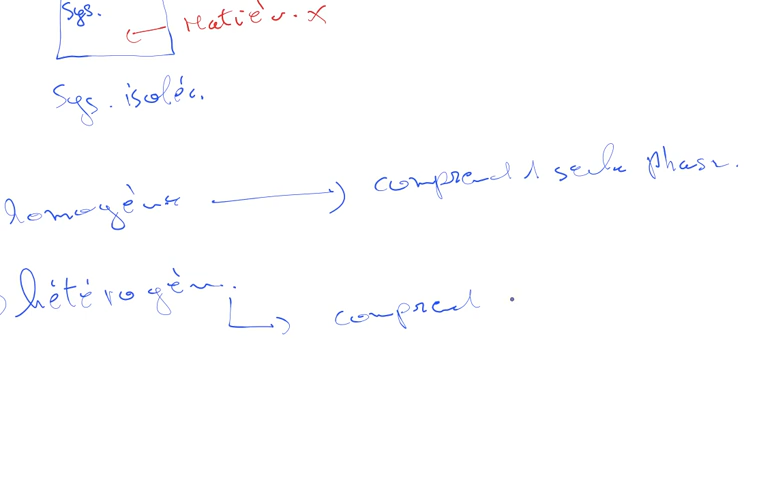 Sys.
Matière X
Sys. isolée.
homogène
comprend 1 seule phase.
hétérogène.
comprend